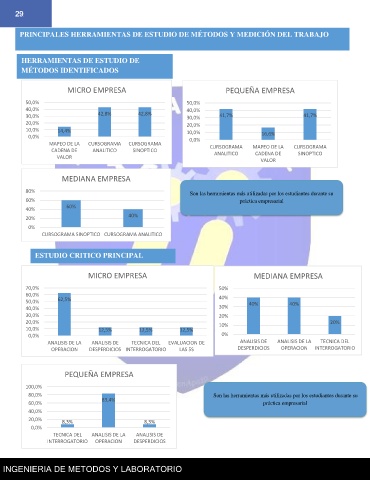 29
PRINCIPALES HERRAMIENTAS DE ESTUDIO DE MÉTODOS Y MEDICIÓN DEL TRABAJO
HERRAMIENTAS DE ESTUDIO DE
MÉTODOS IDENTIFICADOS
MICRO EMPRESA
50,0%
40,0%
30,0%
20,0%
10,0%
0,0%
14,4%
42,8%
42,8%
MAPEO DE LA
CADENA DE
VALOR
CURSOGRAMA
ANALITICO
CURSOGRAMA
SINOPTICO
PEQUEÑA EMPRESA
50,0%
40,0%
30,0%
20,0%
10,0%
0,0%
41,7%
16,6%
41,7%
CURSOGRAMA
ANALITICO
MAPEO DE LA
CADENA DE
VALOR
CURSOGRAMA
SINOPTICO
MEDIANA EMPRESA
80%
60%
40%
20%
0%
60%
40%
CURSOGRAMA SINOPTICO
CURSOGRAMA ANALITICO
Son las herramientas más utilizadas por los estudiantes durante su
práctica empresarial
ESTUDIO CRITICO PRINCIPAL
MICRO EMPRESA
70,0%
60,0%
50,0%
40,0%
30,0%
20,0%
10,0%
0,0%
62,5%
12,5%
12,5%
12,5%
ANALISIS DE LA
OPERACION
ANALISIS DE
DESPERDICIOS
TECNICA DEL
INTERROGATORIO
EVALUACION DE
LAS 5S
MEDIANA EMPRESA
50%
40%
30%
20%
10%
0%
40%
40%
20%
ANALISIS DE
DESPERDICIOS
ANALISIS DE LA
OPERACION
TECNICA DEL
INTERROGATORIO
PEQUEÑA EMPRESA
100,0%
80,0%
60,0%
40,0%
20,0%
0,0%
8,3%
83,4%
8,3%
TECNICA DEL
INTERROGATORIO
ANALISIS DE LA
OPERACION
ANALISIS DE
DESPERDICIOS
Son las herramientas más utilizadas por los estudiantes durante su
práctica empresarial
INGENIERIA DE METODOS Y LABORATORIO